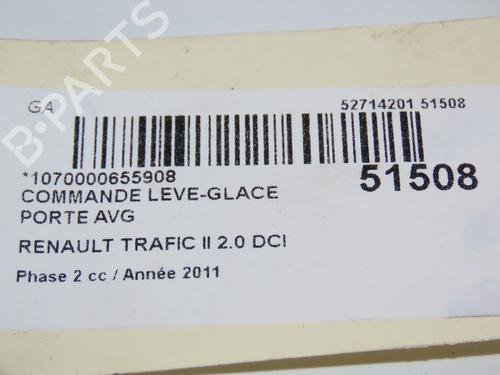 GA
52714201 51508
*1070000655908
51508
COMMANDE LEVE-GLACE
PORTE AVG
RENAULT TRAFIC II 2.0 DCI
Phase 2 cc / Année 2011
B-PARTS